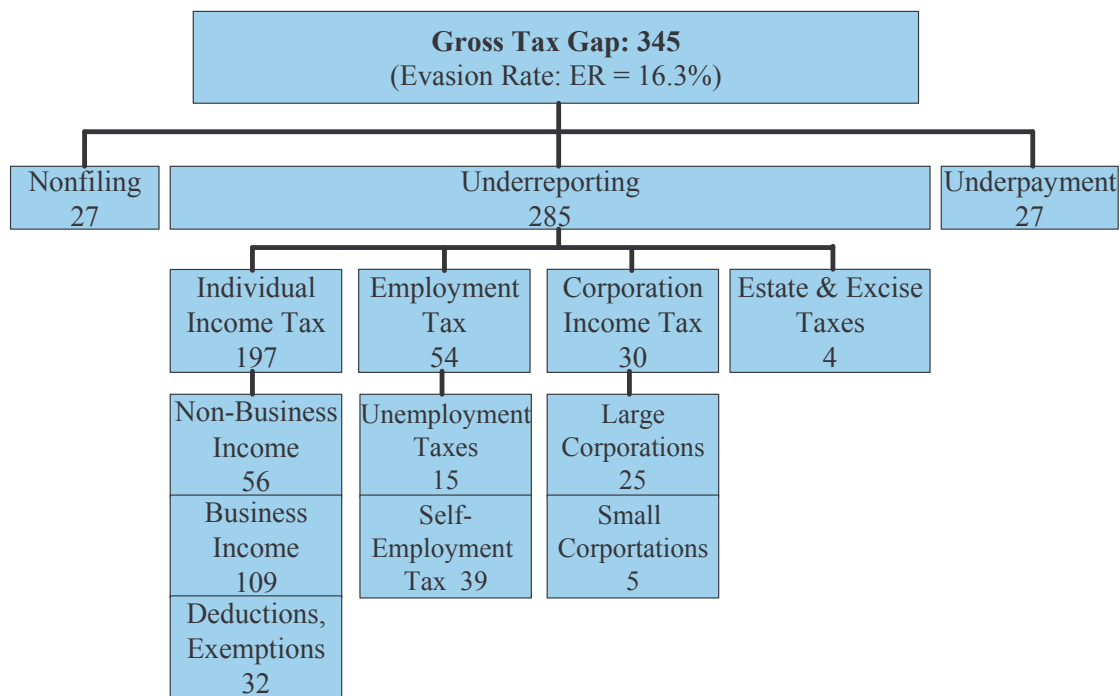 Gross Tax Gap: 345
(Evasion Rate: ER = 16.3%)
Nonfiling
27
Underreporting
285
Underpayment
27
Individual
Income Tax
197
Employment
Tax
54
Corporation
Income Tax
30
Estate & Excise
Taxes
4
Non-Business
Income
56
Business
Income
109
Deductions,
Exemptions
32
Unemployment
Taxes
15
Self-
Employment
Tax 39
Large
Corporations
25
Small
Corportations
5